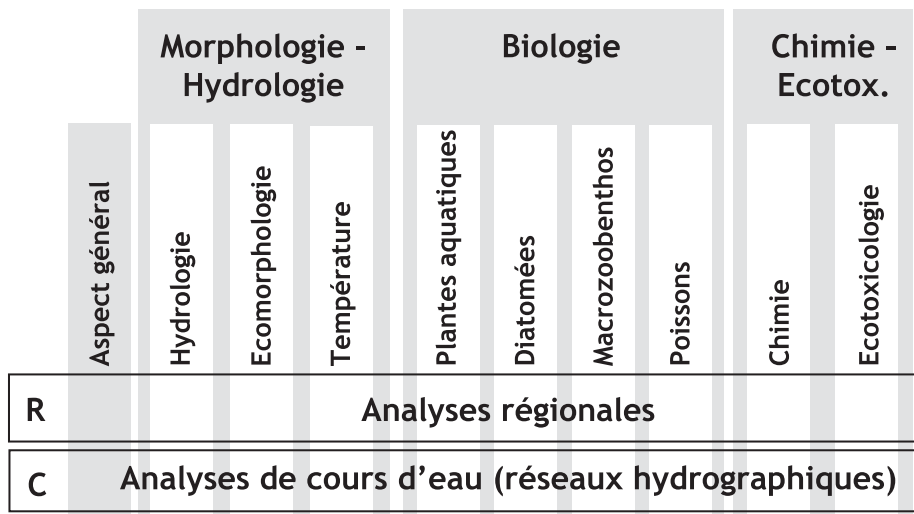 Morphologie -
Hydrologie
Biologie
Chimie -
Ecotox.
Aspect général
Hydrologie
Ecomorphologie
Température
Plantes aquatiques
Diatomées
Macrozoobenthos
Poissons
Chimie
Ecotoxicologie
R Analyses régionales
C Analyses de cours d’eau (réseaux hydrographiques)